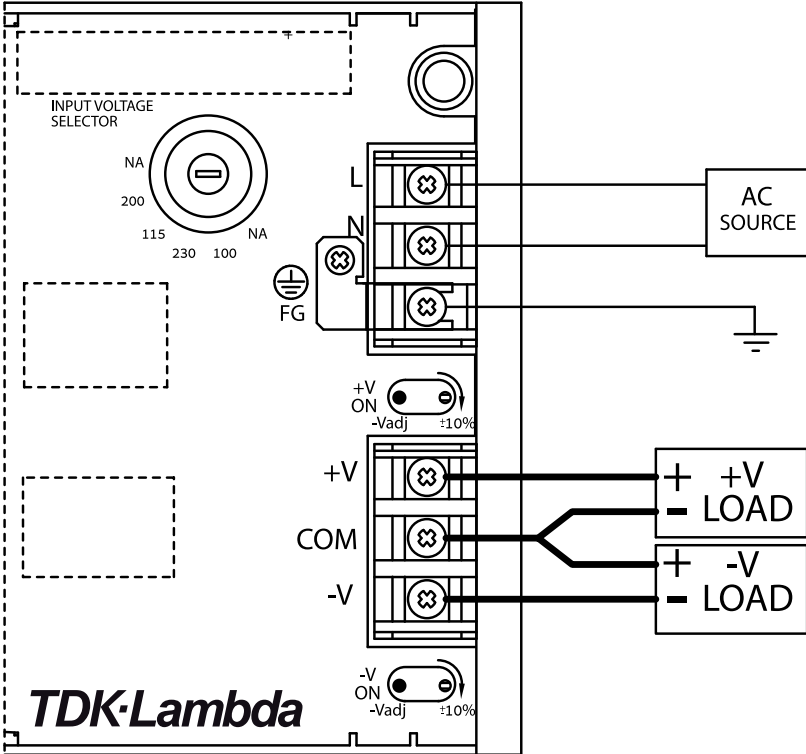 INPUT VOLTAGE
SELECTOR
NA
200
115
230
100
NA
L
N
FG
AC
SOURCE
+V
ON
-Vadj
±10%
+V
COM
-V
+ +V
- LOAD
+ -V
- LOAD
-V
ON
-Vadj
±10%
TDK·Lambda